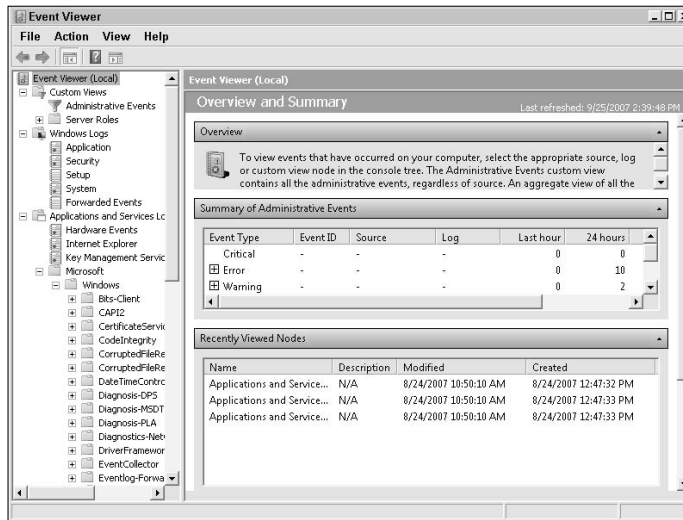 Event Viewer
File Action View Help
Event Viewer (Local)
Custom Views
Administrative Events
Server Roles
Windows Logs
Application
Security
Setup
System
Forwarded Events
Applications and Services Lc
Hardware Events
Internet Explorer
Key Management Servic
Microsoft
Windows
Bits-Client
CAPI2
CertificateServic
CodeIntegrity
CorruptedFileRe
CorruptedFileRe
DateTimeContro
Diagnosis-DPS
Diagnosis-MSDT
Diagnosis-PLA
Diagnostics-Netw
DriverFramewor
EventCollector
Eventlog-Forwa
Event Viewer (Local)
Overview and Summary Last refreshed: 9/25/2007 2:39:48 PM
Overview
To view events that have occurred on your computer, select the appropriate source, log
or custom view node in the console tree. The Administrative Events custom view
contains all the administrative events, regardless of source. An aggregate view of all the
Summary of Administrative Events
Event Type Event ID Source Log Last hour 24 hours
Critical - - - 0 0
Error - - - 0 10
Warning - - - 0 2
Recently Viewed Nodes
Name Description Modified Created
Applications and Service... N/A 8/24/2007 10:50:10 AM 8/24/2007 12:47:32 PM
Applications and Service... N/A 8/24/2007 10:50:10 AM 8/24/2007 12:47:33 PM
Applications and Service... N/A 8/24/2007 10:50:10 AM 8/24/2007 12:47:33 PM